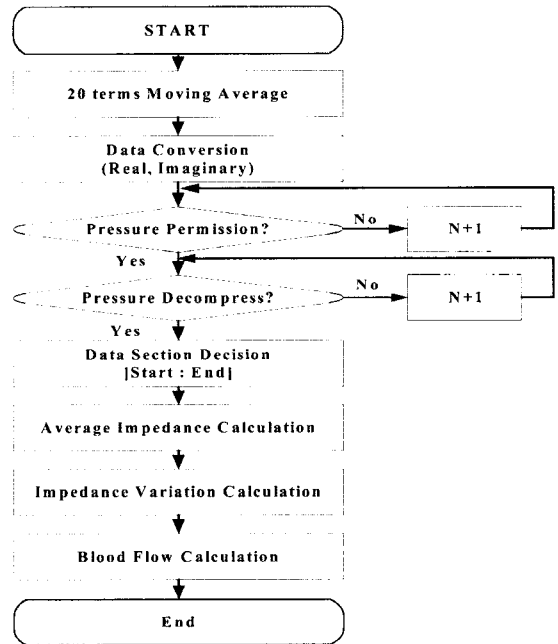 START
20 terms Moving Average
Data Conversion
(Real, Imaginary)
Pressure Permission?
No
N+1
Yes
Pressure Decompress?
No
N+1
Yes
Data Section Decision
[Start : End]
Average Impedance Calculation
Impedance Variation Calculation
Blood Flow Calculation
End